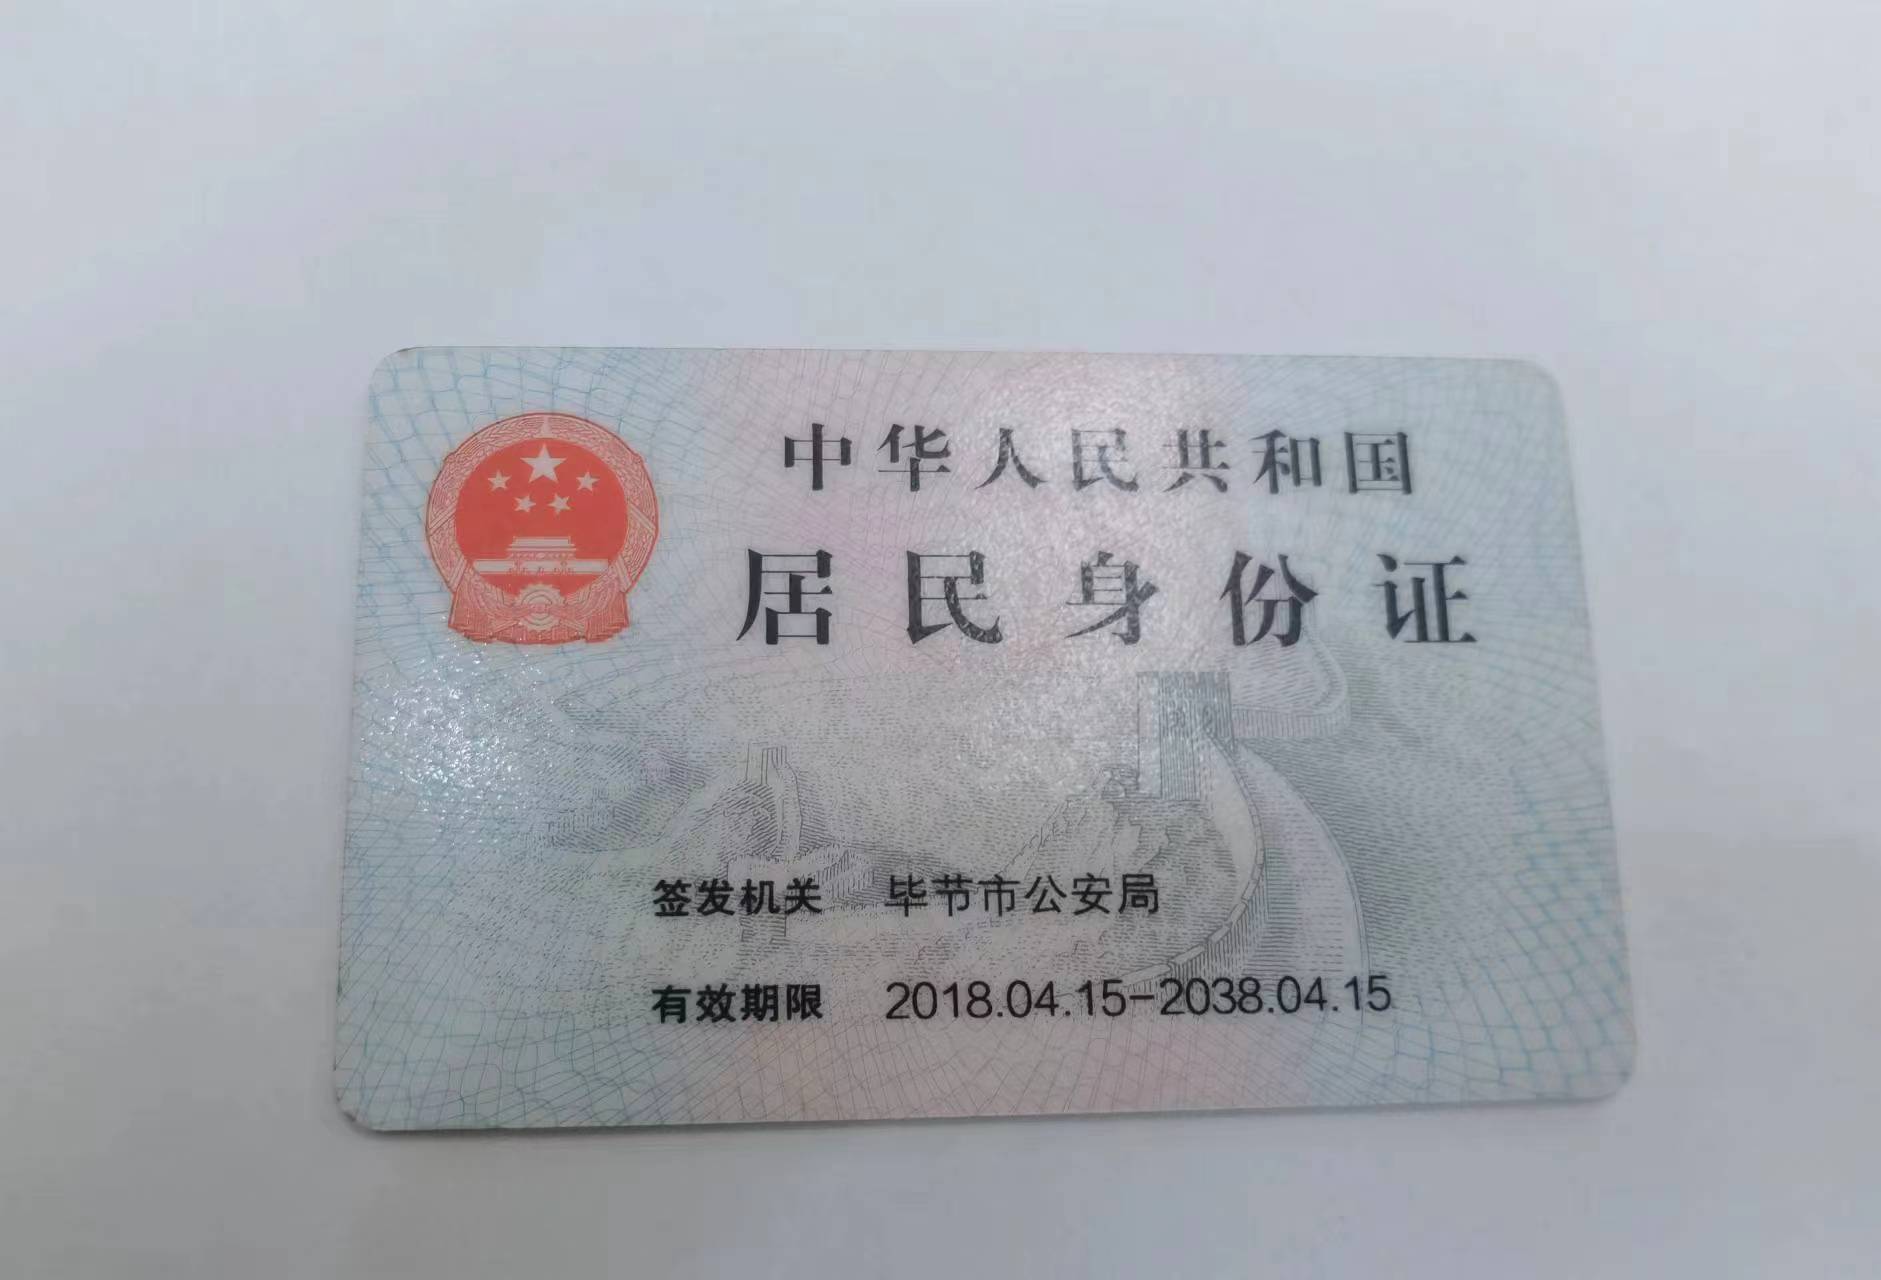 中华人民共和国
居民身份证
签发机关 毕节市公安局
有效期限 2018.04.15-2038.04.15